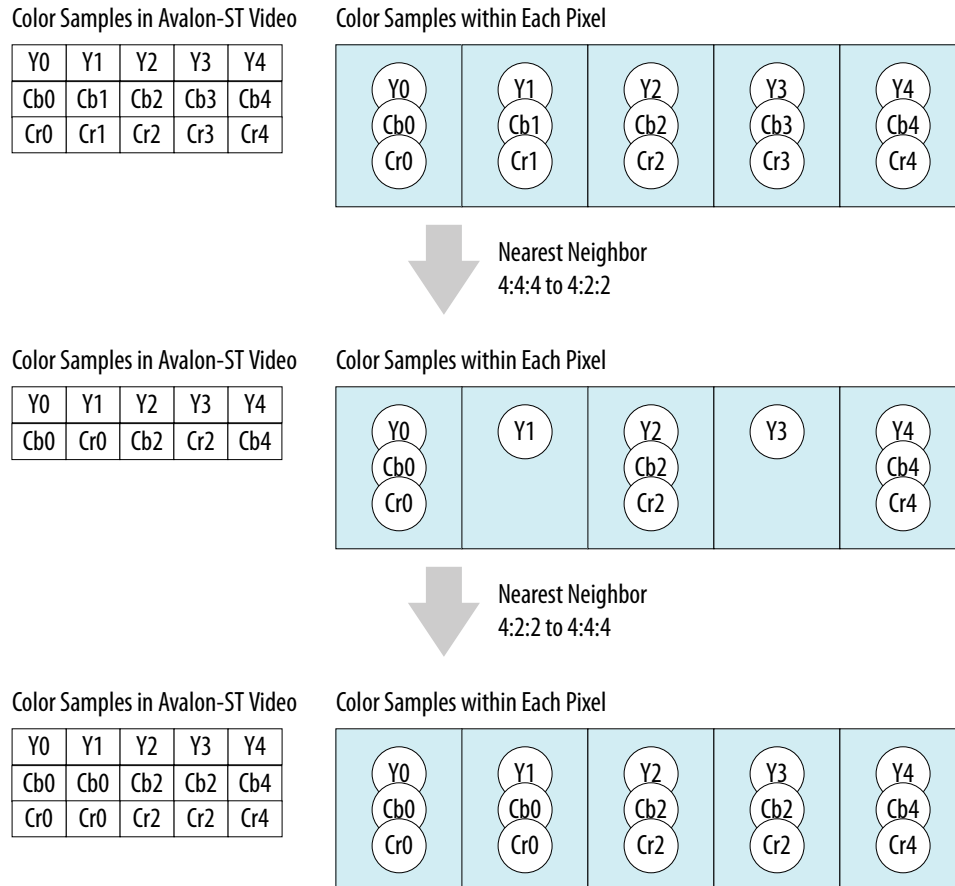 Color Samples in Avalon-ST Video
Y0 Y1 Y2 Y3 Y4
Cb0 Cb1 Cb2 Cb3 Cb4
Cr0 Cr1 Cr2 Cr3 Cr4
Color Samples within Each Pixel
Y0 Y1 Y2 Y3 Y4
Cb0 Cb1 Cb2 Cb3 Cb4
Cr0 Cr1 Cr2 Cr3 Cr4
Nearest Neighbor
4:4:4 to 4:2:2
Color Samples in Avalon-ST Video
Y0 Y1 Y2 Y3 Y4
Cb0 Cr0 Cb2 Cr2 Cb4
Color Samples within Each Pixel
Y0 Y1 Y2 Y3 Y4
Cb0 Cb2 Cb4
Cr0 Cr2 Cr4
Nearest Neighbor
4:2:2 to 4:4:4
Color Samples in Avalon-ST Video
Y0 Y1 Y2 Y3 Y4
Cb0 Cb0 Cb2 Cb2 Cb4
Cr0 Cr0 Cr2 Cr2 Cr4
Color Samples within Each Pixel
Y0 Y1 Y2 Y3 Y4
Cb0 Cb0 Cb2 Cb2 Cb4
Cr0 Cr0 Cr2 Cr2 Cr4